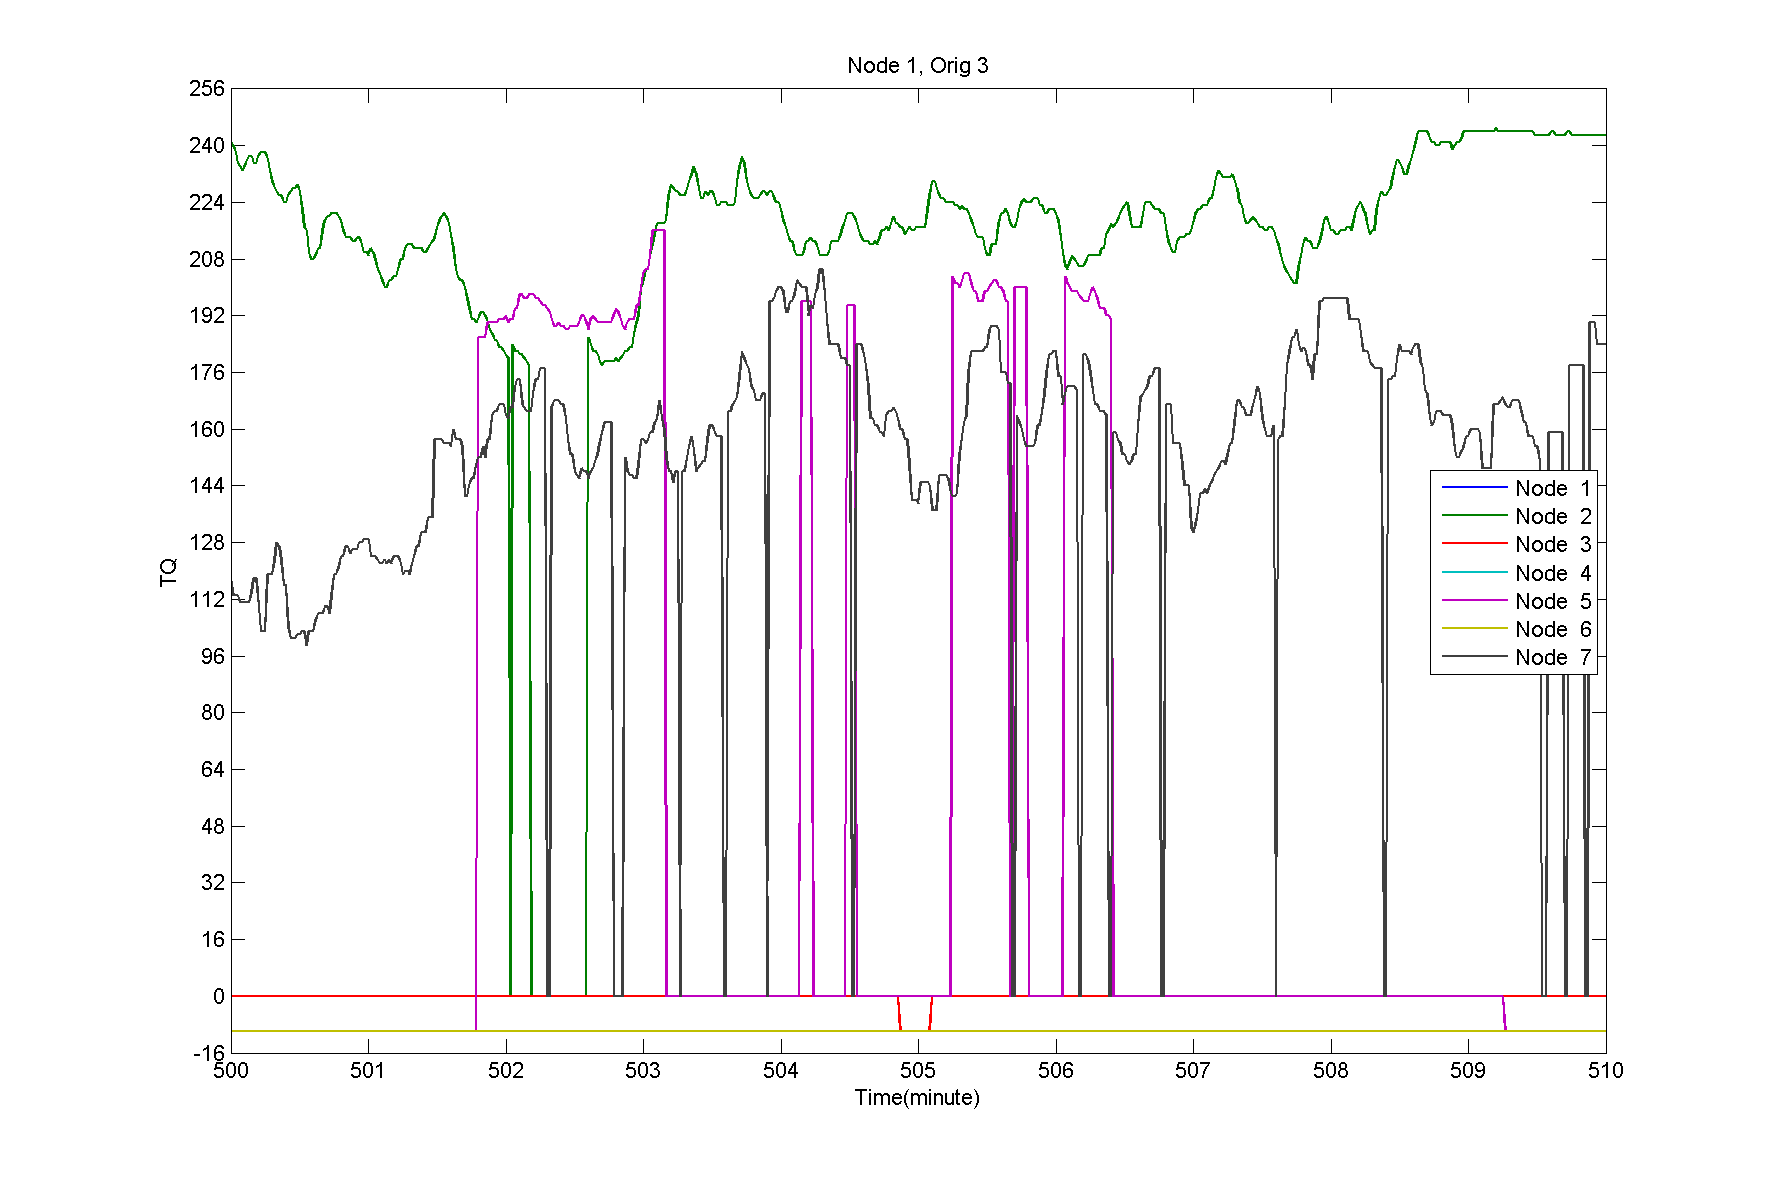 Node 1, Orig 3
256
240
224
208
192
176
160
144
128
112
96
80
64
48
32
16
0
-16
TQ
Node 1
Node 2
Node 3
Node 4
Node 5
Node 6
Node 7
500 501 502 503 504 505 506 507 508 509 510
Time(minute)